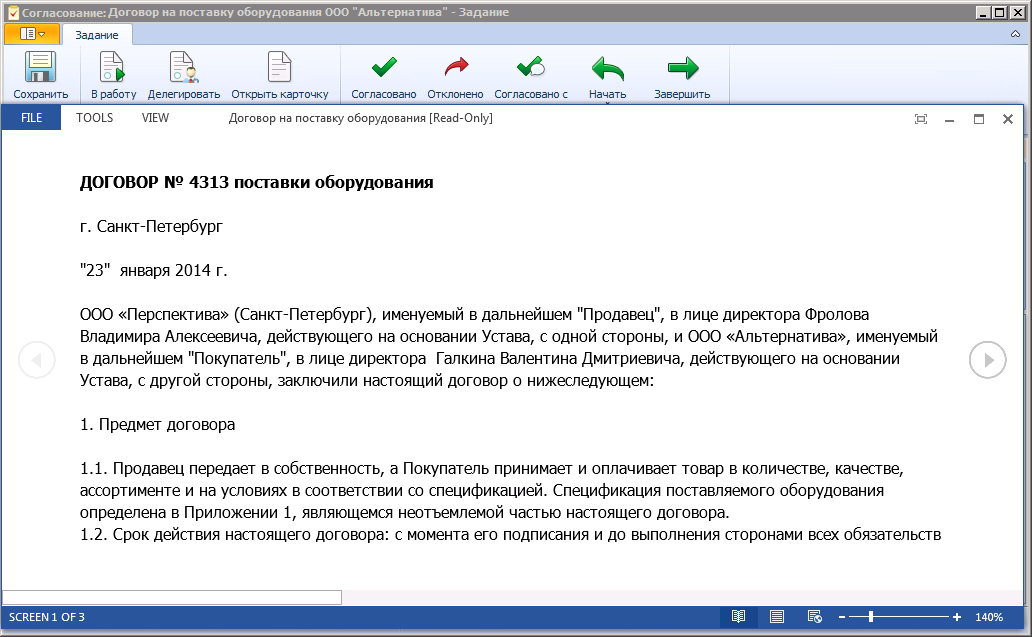 Согласование: Договор на поставку оборудования ООО "Альтернатива" - Задание
Задание
Сохранить
В работу
Делегировать
Открыть карточку
Согласовано
Отклонено
Согласовано с
Начать
Завершить
FILE
TOOLS
VIEW
Договор на поставку оборудования [Read-Only]
ДОГОВОР № 4313 поставки оборудования
г. Санкт-Петербург
"23"  января 2014 г.
ООО «Перспектива» (Санкт-Петербург), именуемый в дальнейшем "Продавец", в лице директора Фролова
Владимира Алексеевича, действующего на основании Устава, с одной стороны, и ООО «Альтернатива», именуемый
в дальнейшем "Покупатель", в лице директора  Галкина Валентина Дмитриевича, действующего на основании
Устава, с другой стороны, заключили настоящий договор о нижеследующем:
1. Предмет договора
1.1. Продавец передает в собственность, а Покупатель принимает и оплачивает товар в количестве, качестве,
ассортименте и на условиях в соответствии со спецификацией. Спецификация поставляемого оборудования
определена в Приложении 1, являющемся неотъемлемой частью настоящего договора.
1.2. Срок действия настоящего договора: с момента его подписания и до выполнения сторонами всех обязательств
SCREEN 1 OF 3
140%